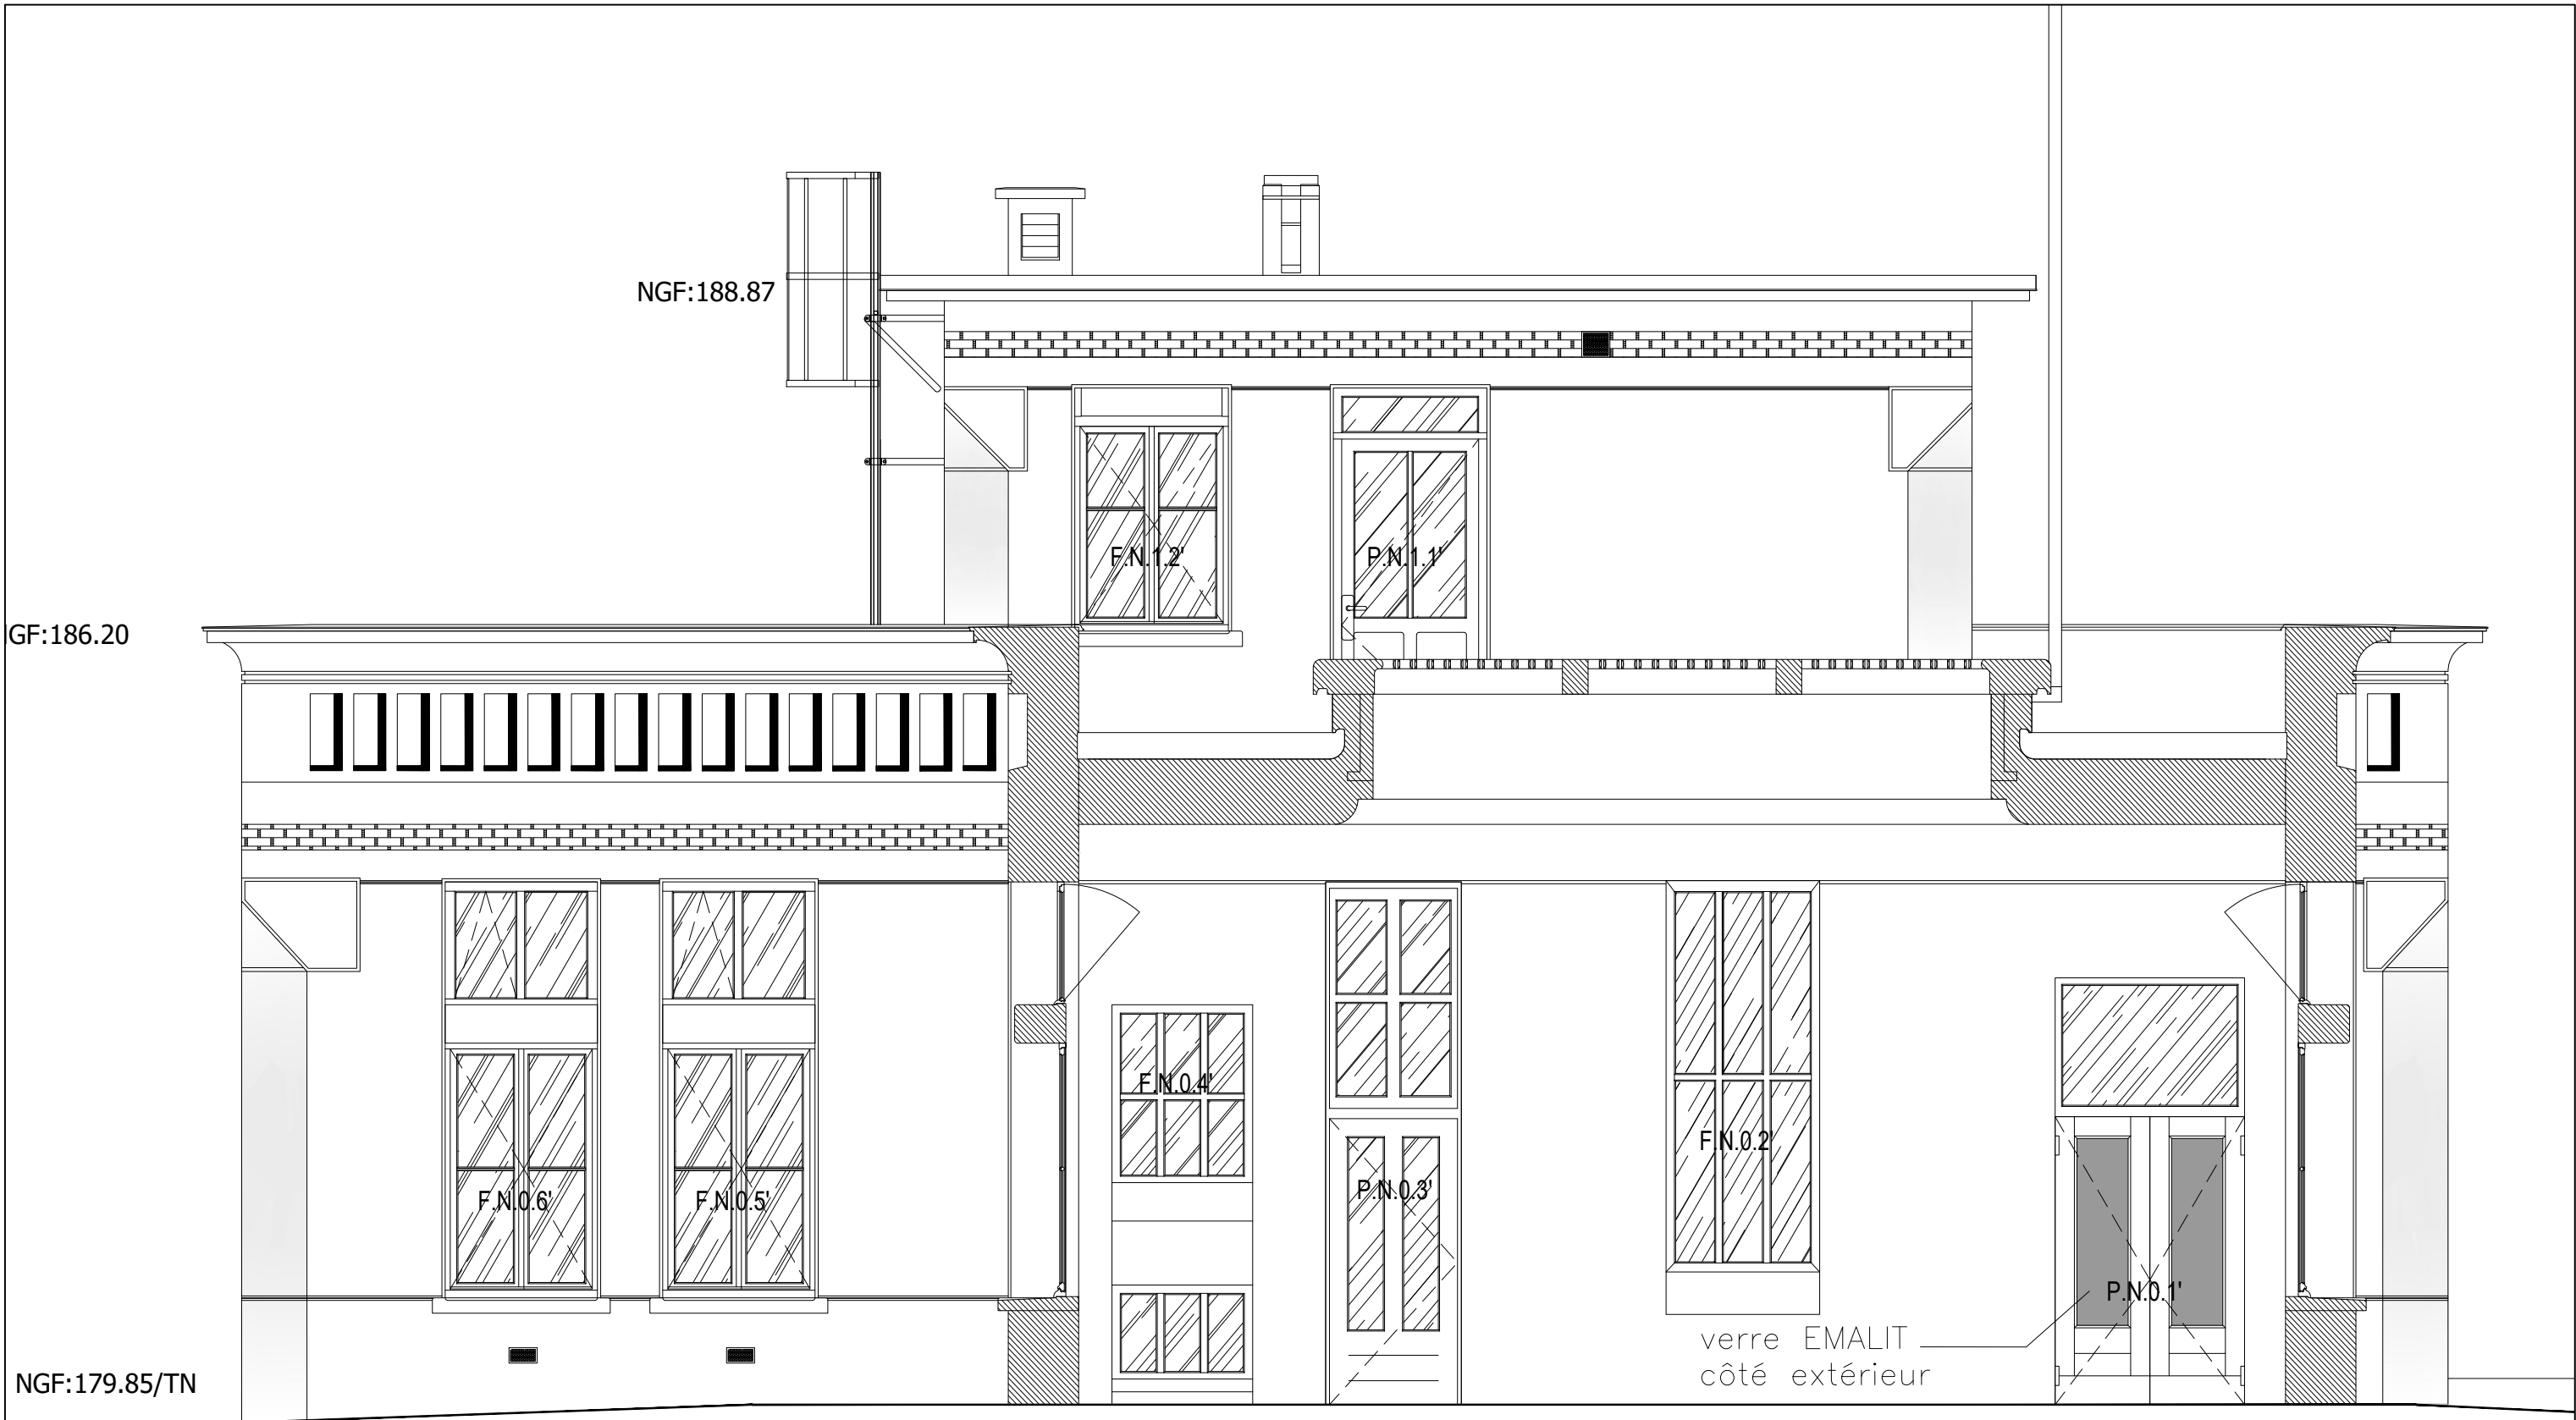 NGF:188.87
F.N.1.2'
P.N.1.1'
GF:186.20
F.N.0.4'
F.N.0.2'
P.N.0.3'
F.N.0.6'
F.N.0.5'
P.N.0.1'
verre EMALIT
côté extérieur
NGF:179.85/TN